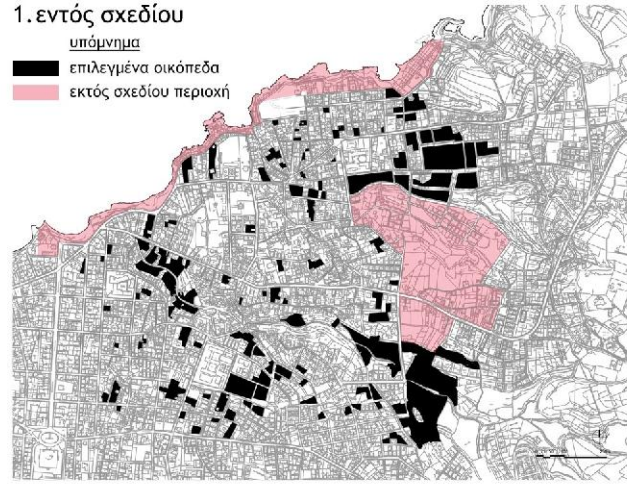 1. εντός σχεδίου
υπόμνημα
επιλεγμένα οικόπεδα
εκτός σχεδίου περιοχή